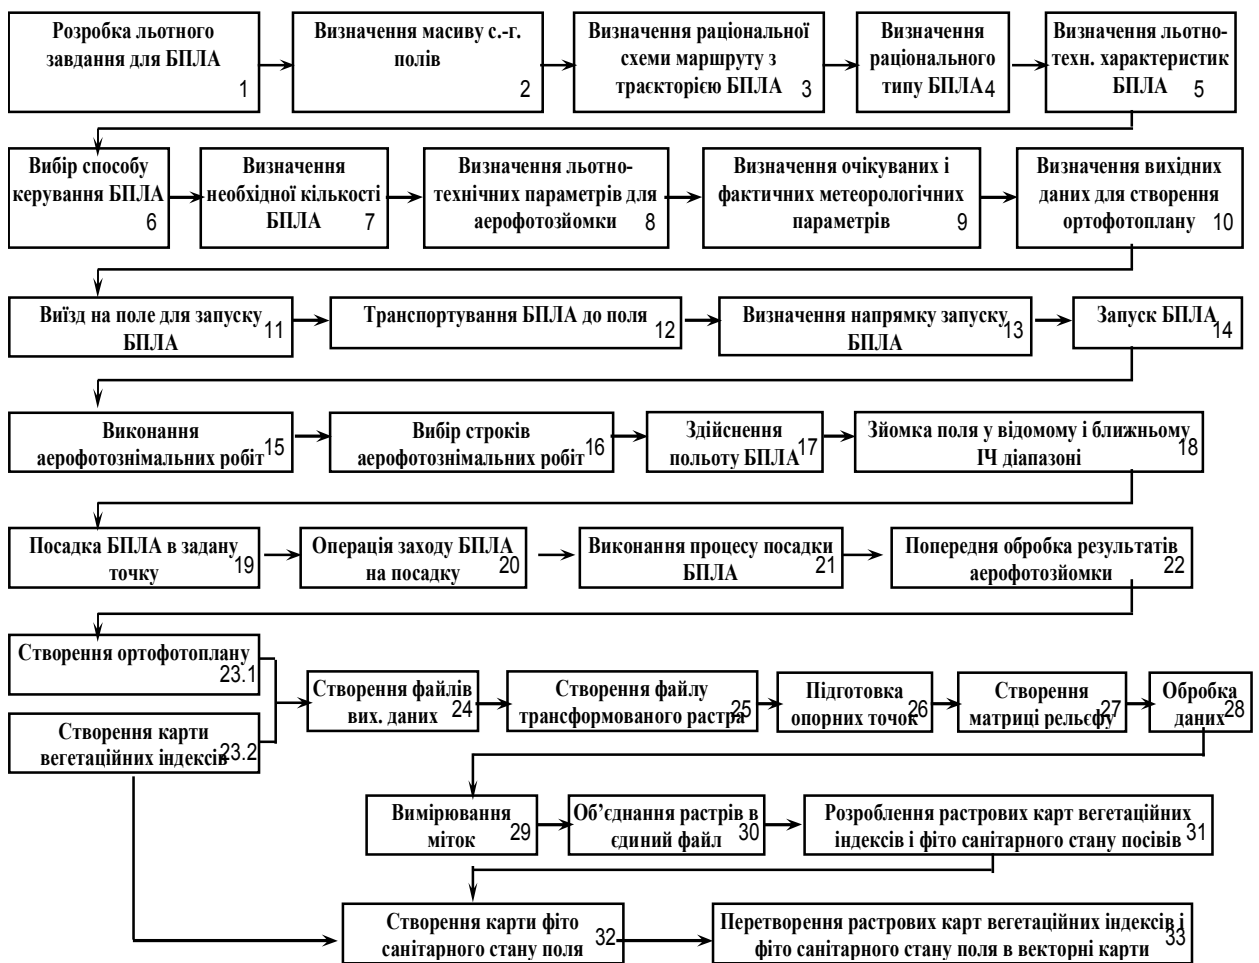 Розробка льотного
завдання для БПЛА
1
Визначення масиву с.-г.
полів
2
Визначення раціональної
схеми маршруту з
траєкторією БПЛА
3
Визначення
раціонального
типу БПЛА
4
Визначення льотно-
техн. характеристик
БПЛА
5
Вибір способу
керування БПЛА
6
Визначення
необхідної кількості
БПЛА
7
Визначення льотно-
технічних параметрів для
аерофотозйомки
8
Визначення очікуваних і
фактичних метеорологічних
параметрів
9
Визначення вихідних
даних для створення
ортофотоплану
10
Виїзд на поле для запуску
БПЛА
11
Транспортування БПЛА до поля
12
Визначення напрямку запуску
БПЛА
13
Запуск БПЛА
14
Виконання
аерофотознімальних робіт
15
Вибір строків
аерофотознімальних робіт
16
Здійснення
польоту БПЛА
17
Зйомка поля у відомому і ближньому
ІЧ діапазоні
18
Посадка БПЛА в задану
точку
19
Операція заходу БПЛА
на посадку
20
Виконання процесу посадки
БПЛА
21
Попередня обробка результатів
аерофотозйомки
22
Створення ортофотоплану
23.1
Створення карти
вегетаційних індексів
23.2
Створення файлів
вих. даних
24
Створення файлу
трансформованого растра
25
Підготовка
опорних точок
26
Створення
матриці рельєфу
27
Обробка
даних
28
Вимірювання
міток
29
Об’єднання растрів в
єдиний файл
30
Розроблення растрових карт вегетаційних
індексів і фіто санітарного стану посівів
31
Створення карти фіто
санітарного стану поля
32
Перетворення растрових карт вегетаційних індексів і
фіто санітарного стану поля в векторні карти
33